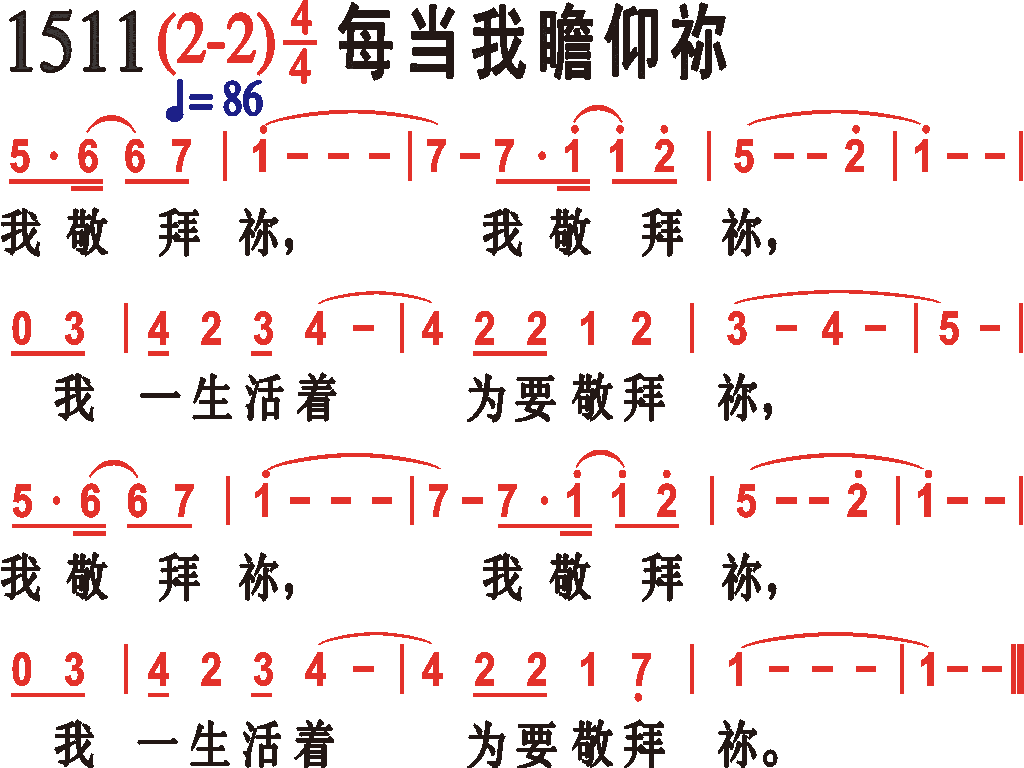 1511 (2-2) 4/4 每当我瞻仰祢
♩= 86
5 · 6 6 7 | 1̇ - - - | 7 - 7 · 1̇ 1̇ 2̇ | 5 - - 2̇ | 1̇ - - |
我敬 拜 祢， 我敬 拜 祢，
0 3 | 4 2 3 4 - | 4 2 2 1 2 | 3 - 4 - | 5 - |
我 一生活着 为要敬拜 祢，
5 · 6 6 7 | 1̇ - - - | 7 - 7 · 1̇ 1̇ 2̇ | 5 - - 2̇ | 1̇ - - |
我敬 拜 祢， 我敬 拜 祢，
0 3 | 4 2 3 4 - | 4 2 2 1 7̣ | 1 - - - | 1 - - ‖
我 一生活着 为要敬拜 祢。